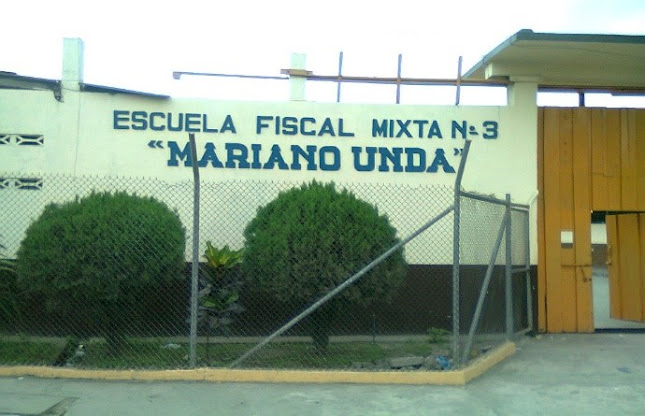 ESCUELA FISCAL MIXTA Nº 3
"MARIANO UNDA"